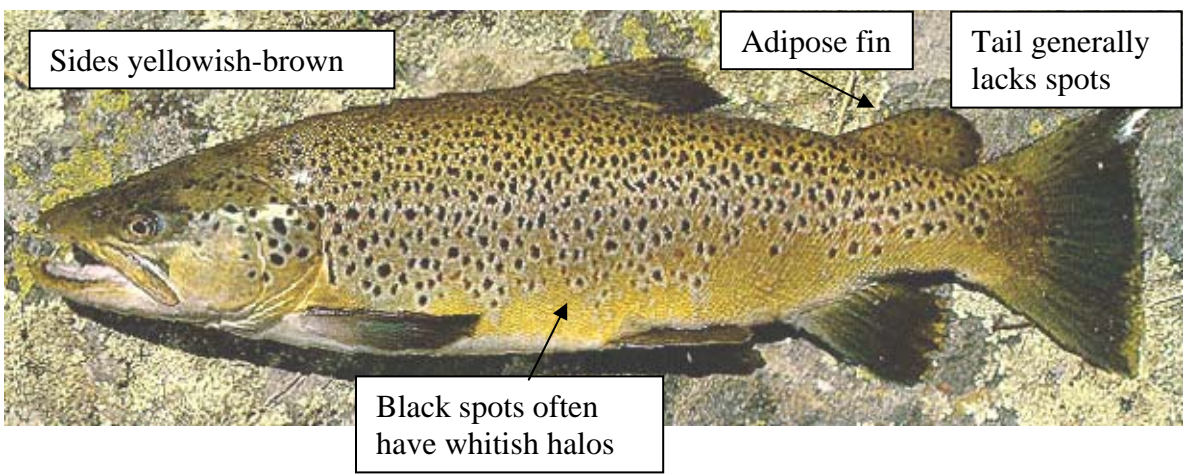 Sides yellowish-brown
Adipose fin
Tail generally
lacks spots
Black spots often
have whitish halos